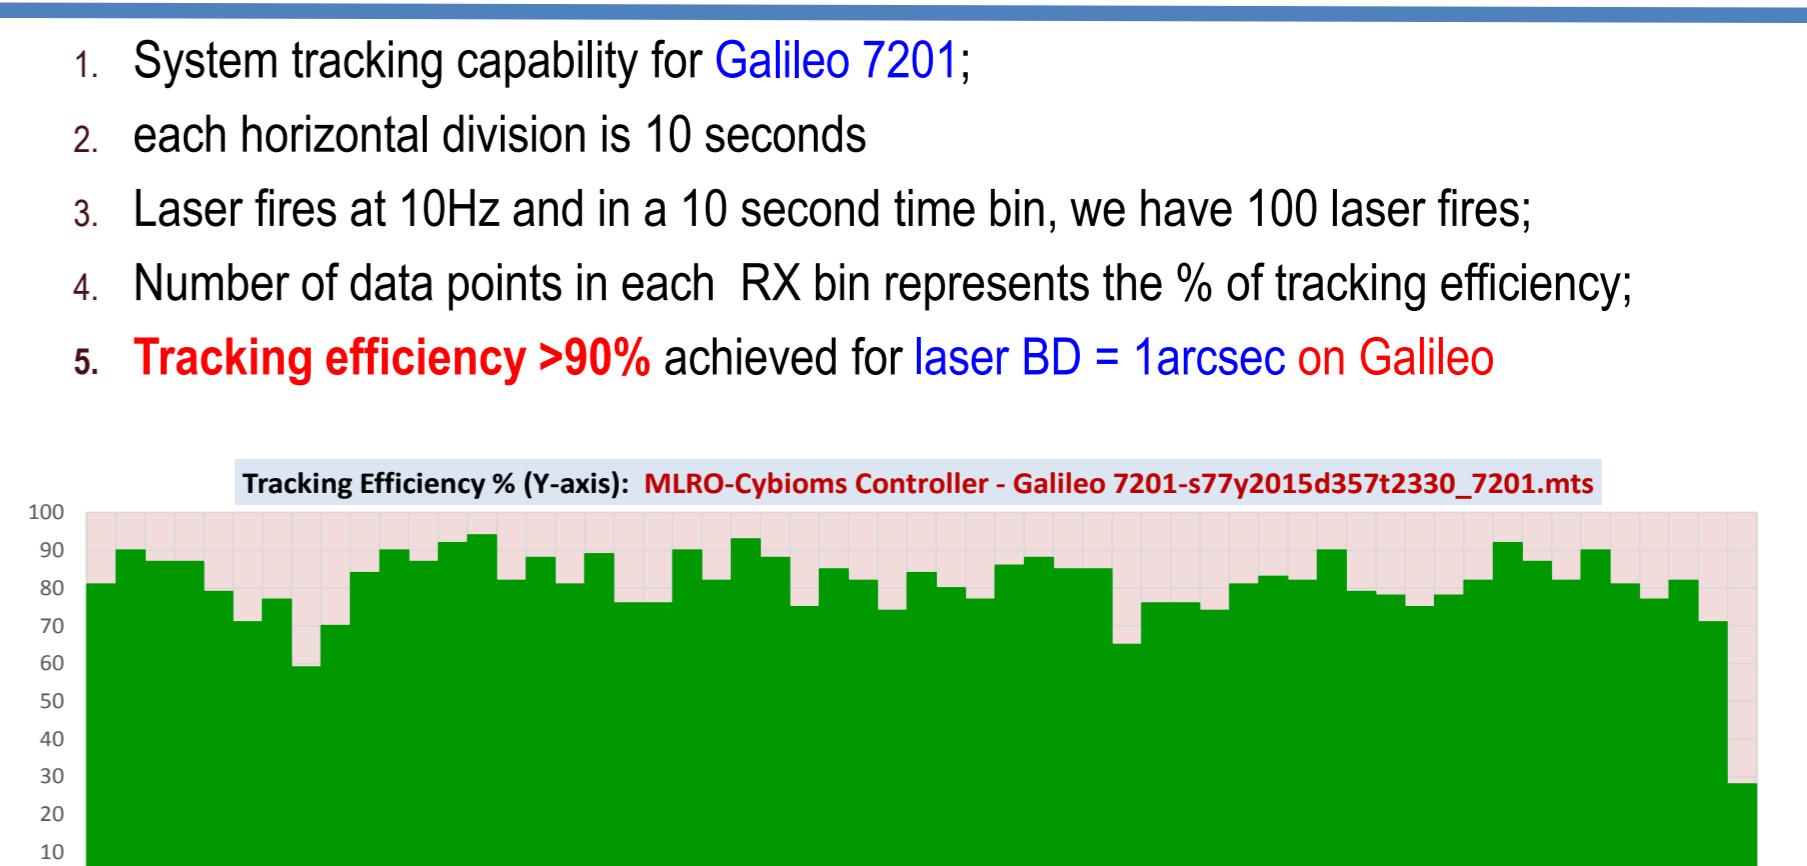 1. System tracking capability for Galileo 7201;
2. each horizontal division is 10 seconds
3. Laser fires at 10Hz and in a 10 second time bin, we have 100 laser fires;
4. Number of data points in each RX bin represents the % of tracking efficiency;
5. Tracking efficiency >90% achieved for laser BD = 1arcsec on Galileo
Tracking Efficiency % (Y-axis): MLRO-Cybioms Controller - Galileo 7201-s77y2015d357t2330_7201.mts
100
90
80
70
60
50
40
30
20
10